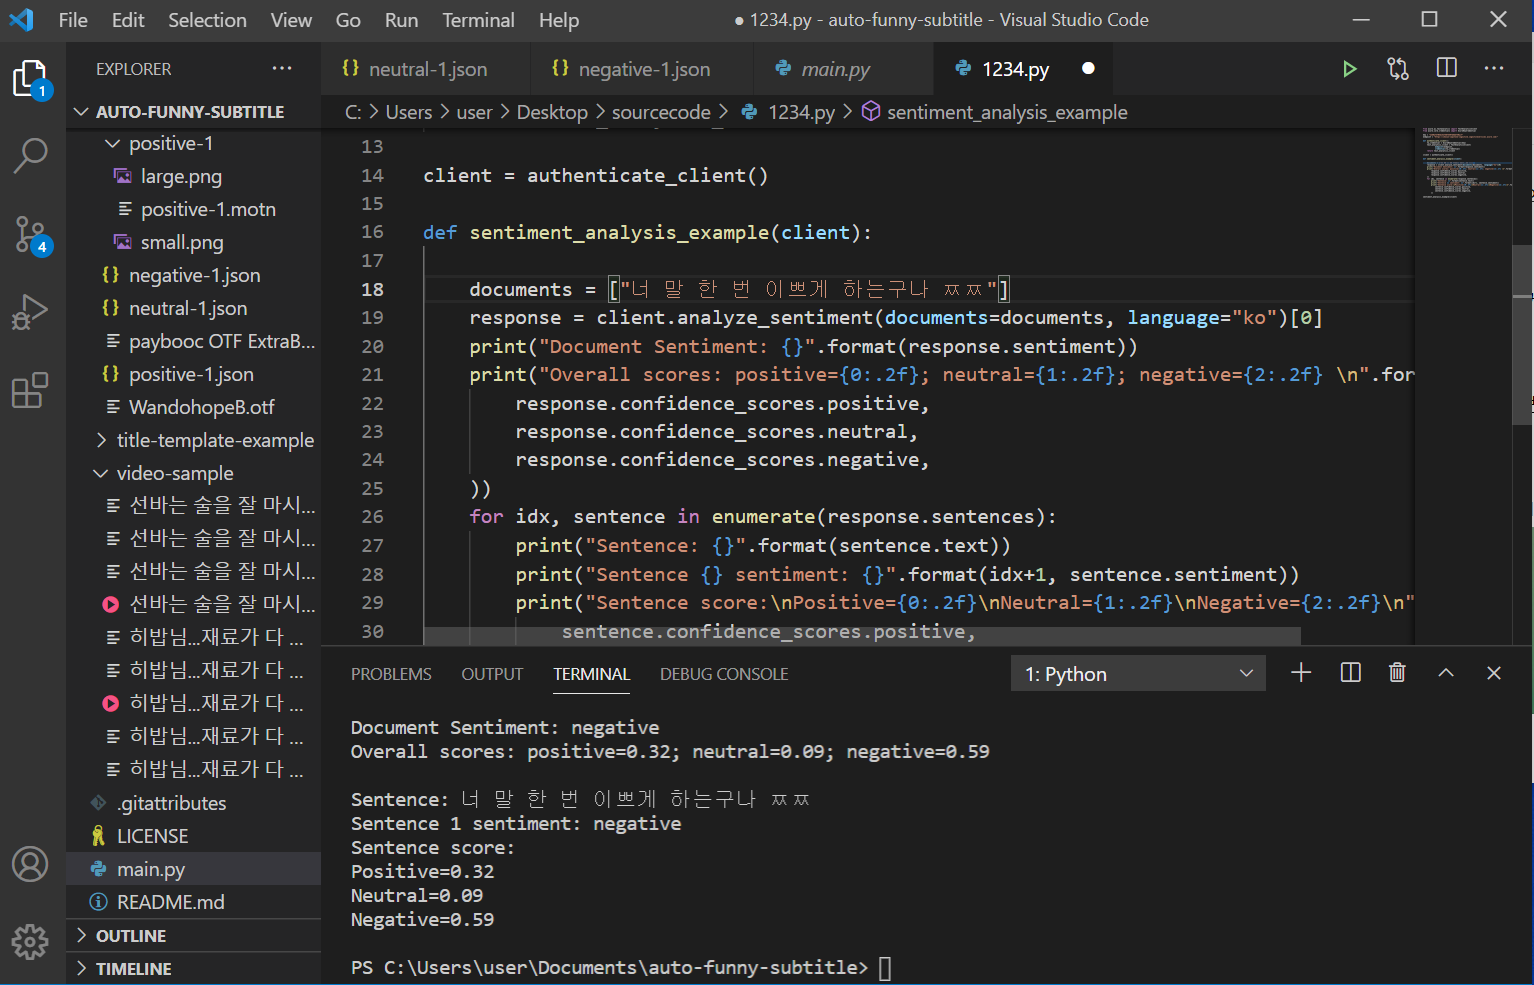 File Edit Selection View Go Run Terminal Help ● 1234.py - auto-funny-subtitle - Visual Studio Code
EXPLORER ···
neutral-1.json negative-1.json main.py 1234.py ●
AUTO-FUNNY-SUBTITLE
C: > Users > user > Desktop > sourcecode > 1234.py > sentiment_analysis_example
1
4
positive-1
large.png
positive-1.motn
small.png
negative-1.json
neutral-1.json
paybooc OTF ExtraB...
positive-1.json
WandohopeB.otf
title-template-example
video-sample
선바는 술을 잘 마시...
선바는 술을 잘 마시...
선바는 술을 잘 마시...
선바는 술을 잘 마시...
히밥님...재료가 다 ...
히밥님...재료가 다 ...
히밥님...재료가 다 ...
히밥님...재료가 다 ...
히밥님...재료가 다 ...
.gitattributes
LICENSE
main.py
README.md
OUTLINE
TIMELINE
13
14 client = authenticate_client()
15
16 def sentiment_analysis_example(client):
17
18 documents = ["너 말 한 번 이쁘게 하는구나 ㅉㅉ"]
19 response = client.analyze_sentiment(documents=documents, language="ko")[0]
20 print("Document Sentiment: {}".format(response.sentiment))
21 print("Overall scores: positive={0:.2f}; neutral={1:.2f}; negative={2:.2f} \n".for
22 response.confidence_scores.positive,
23 response.confidence_scores.neutral,
24 response.confidence_scores.negative,
25 ))
26 for idx, sentence in enumerate(response.sentences):
27 print("Sentence: {}".format(sentence.text))
28 print("Sentence {} sentiment: {}".format(idx+1, sentence.sentiment))
29 print("Sentence score:\nPositive={0:.2f}\nNeutral={1:.2f}\nNegative={2:.2f}\n"
30 sentence.confidence_scores.positive,
PROBLEMS OUTPUT TERMINAL DEBUG CONSOLE 1: Python
Document Sentiment: negative
Overall scores: positive=0.32; neutral=0.09; negative=0.59
Sentence: 너 말 한 번 이쁘게 하는구나 ㅉㅉ
Sentence 1 sentiment: negative
Sentence score:
Positive=0.32
Neutral=0.09
Negative=0.59
PS C:\Users\user\Documents\auto-funny-subtitle>